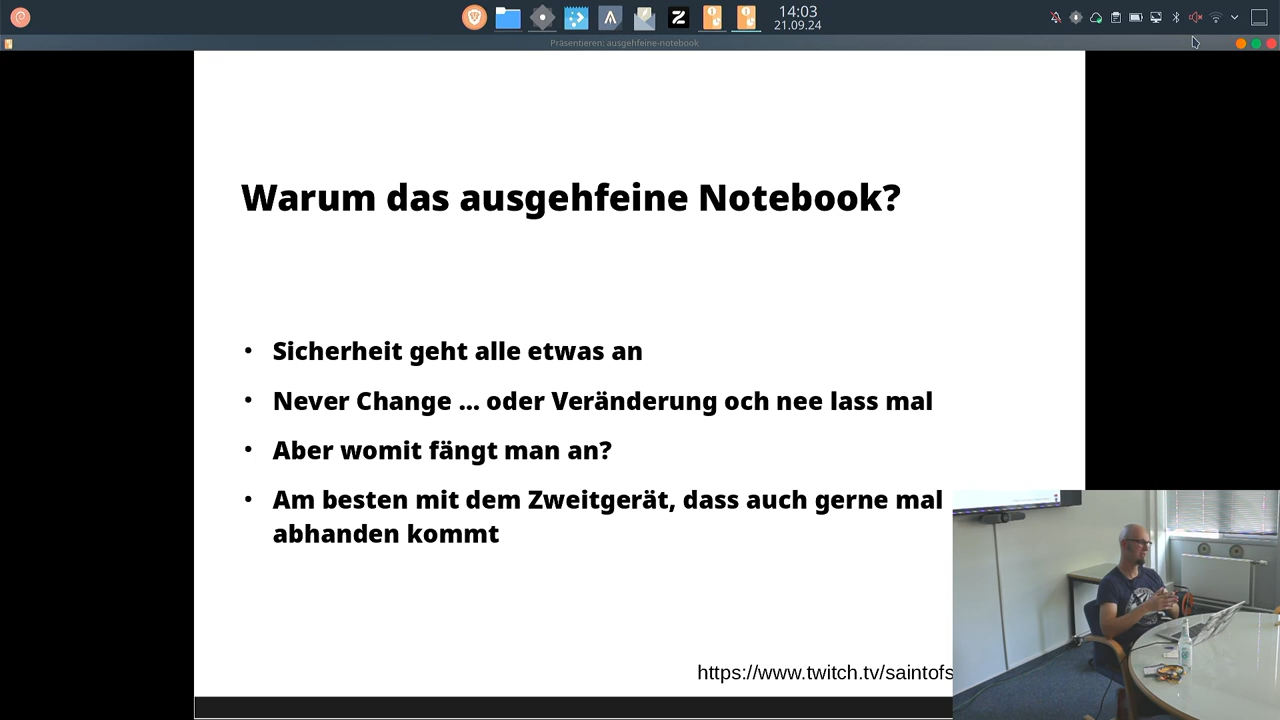 14:03
21.09.24
Präsentieren: ausgehfeine-notebook
Warum das ausgehfeine Notebook?
• Sicherheit geht alle etwas an
• Never Change ... oder Veränderung och nee lass mal
• Aber womit fängt man an?
• Am besten mit dem Zweitgerät, dass auch gerne mal
abhanden kommt
https://www.twitch.tv/saintofs